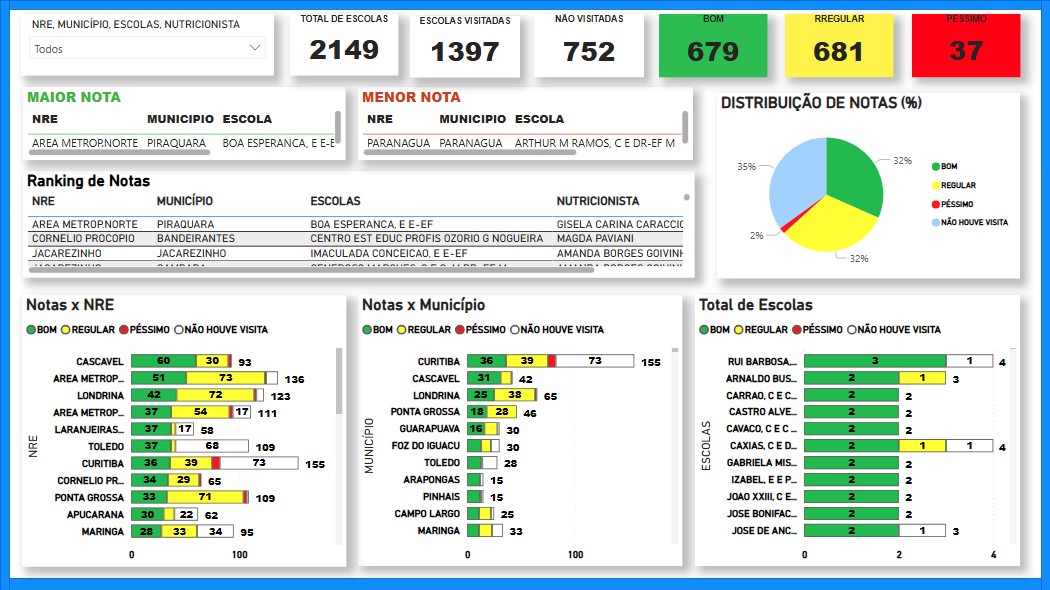 NRE, MUNICÍPIO, ESCOLAS, NUTRICIONISTA
Todos
TOTAL DE ESCOLAS
2149
ESCOLAS VISITADAS
1397
NÃO VISITADAS
752
BOM
679
RREGULAR
681
PÉSSIMO
37
MAIOR NOTA
NRE MUNICIPIO ESCOLA
AREA METROP.NORTE PIRAQUARA BOA ESPERANCA, E E-E
MENOR NOTA
NRE MUNICIPIO ESCOLA
PARANAGUA PARANAGUA ARTHUR M RAMOS, C E DR-EF M
Ranking de Notas
NRE MUNICÍPIO ESCOLAS NUTRICIONISTA
AREA METROP.NORTE PIRAQUARA BOA ESPERANCA, E E-EF GISELA CARINA CARACCIO
CORNELIO PROCOPIO BANDEIRANTES CENTRO EST EDUC PROFIS OZORIO G NOGUEIRA MAGDA PAVIANI
JACAREZINHO JACAREZINHO IMACULADA CONCEICAO, E E-EF AMANDA BORGES GOIVINH
DISTRIBUIÇÃO DE NOTAS (%)
35%
32%
2%
32%
BOM
REGULAR
PÉSSIMO
NÃO HOUVE VISITA
Notas x NRE
BOM REGULAR PÉSSIMO NÃO HOUVE VISITA
NRE
CASCAVEL 60 30 93
AREA METROP... 51 73 136
LONDRINA 42 72 123
AREA METROP... 37 54 17 111
LARANJEIRAS... 37 17 58
TOLEDO 37 68 109
CURITIBA 36 39 73 155
CORNELIO PR... 34 29 65
PONTA GROSSA 33 71 109
APUCARANA 30 22 62
MARINGA 28 33 34 95
0 100
Notas x Município
BOM REGULAR PÉSSIMO NÃO HOUVE VISITA
MUNICÍPIO
CURITIBA 36 39 73 155
CASCAVEL 31 42
LONDRINA 25 38 65
PONTA GROSSA 18 28 46
GUARAPUAVA 16 30
FOZ DO IGUACU 30
TOLEDO 28
ARAPONGAS 15
PINHAIS 15
CAMPO LARGO 25
MARINGA 33
0 100
Total de Escolas
BOM REGULAR PÉSSIMO NÃO HOUVE VISITA
ESCOLAS
RUI BARBOSA,... 3 1 4
ARNALDO BUS... 2 1 3
CARRAO, C E C... 2 2
CASTRO ALVE... 2 2
CAVACO, C E C ... 2 2
CAXIAS, C E D... 2 1 1 4
GABRIELA MIS... 2 2
IZABEL, E E P... 2 2
JOAO XXIII, C E... 2 2
JOSE BONIFAC... 2 2
JOSE DE ANC... 2 1 3
0 2 4